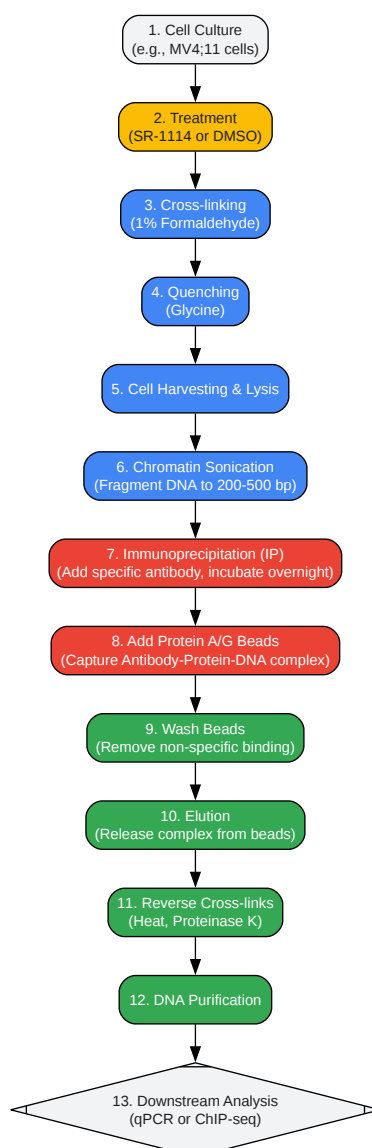 1. Cell Culture
(e.g., MV4;11 cells)
2. Treatment
(SR-1114 or DMSO)
3. Cross-linking
(1% Formaldehyde)
4. Quenching
(Glycine)
5. Cell Harvesting & Lysis
6. Chromatin Sonication
(Fragment DNA to 200-500 bp)
7. Immunoprecipitation (IP)
(Add specific antibody, incubate overnight)
8. Add Protein A/G Beads
(Capture Antibody-Protein-DNA complex)
9. Wash Beads
(Remove non-specific binding)
10. Elution
(Release complex from beads)
11. Reverse Cross-links
(Heat, Proteinase K)
12. DNA Purification
13. Downstream Analysis
(qPCR or ChIP-seq)